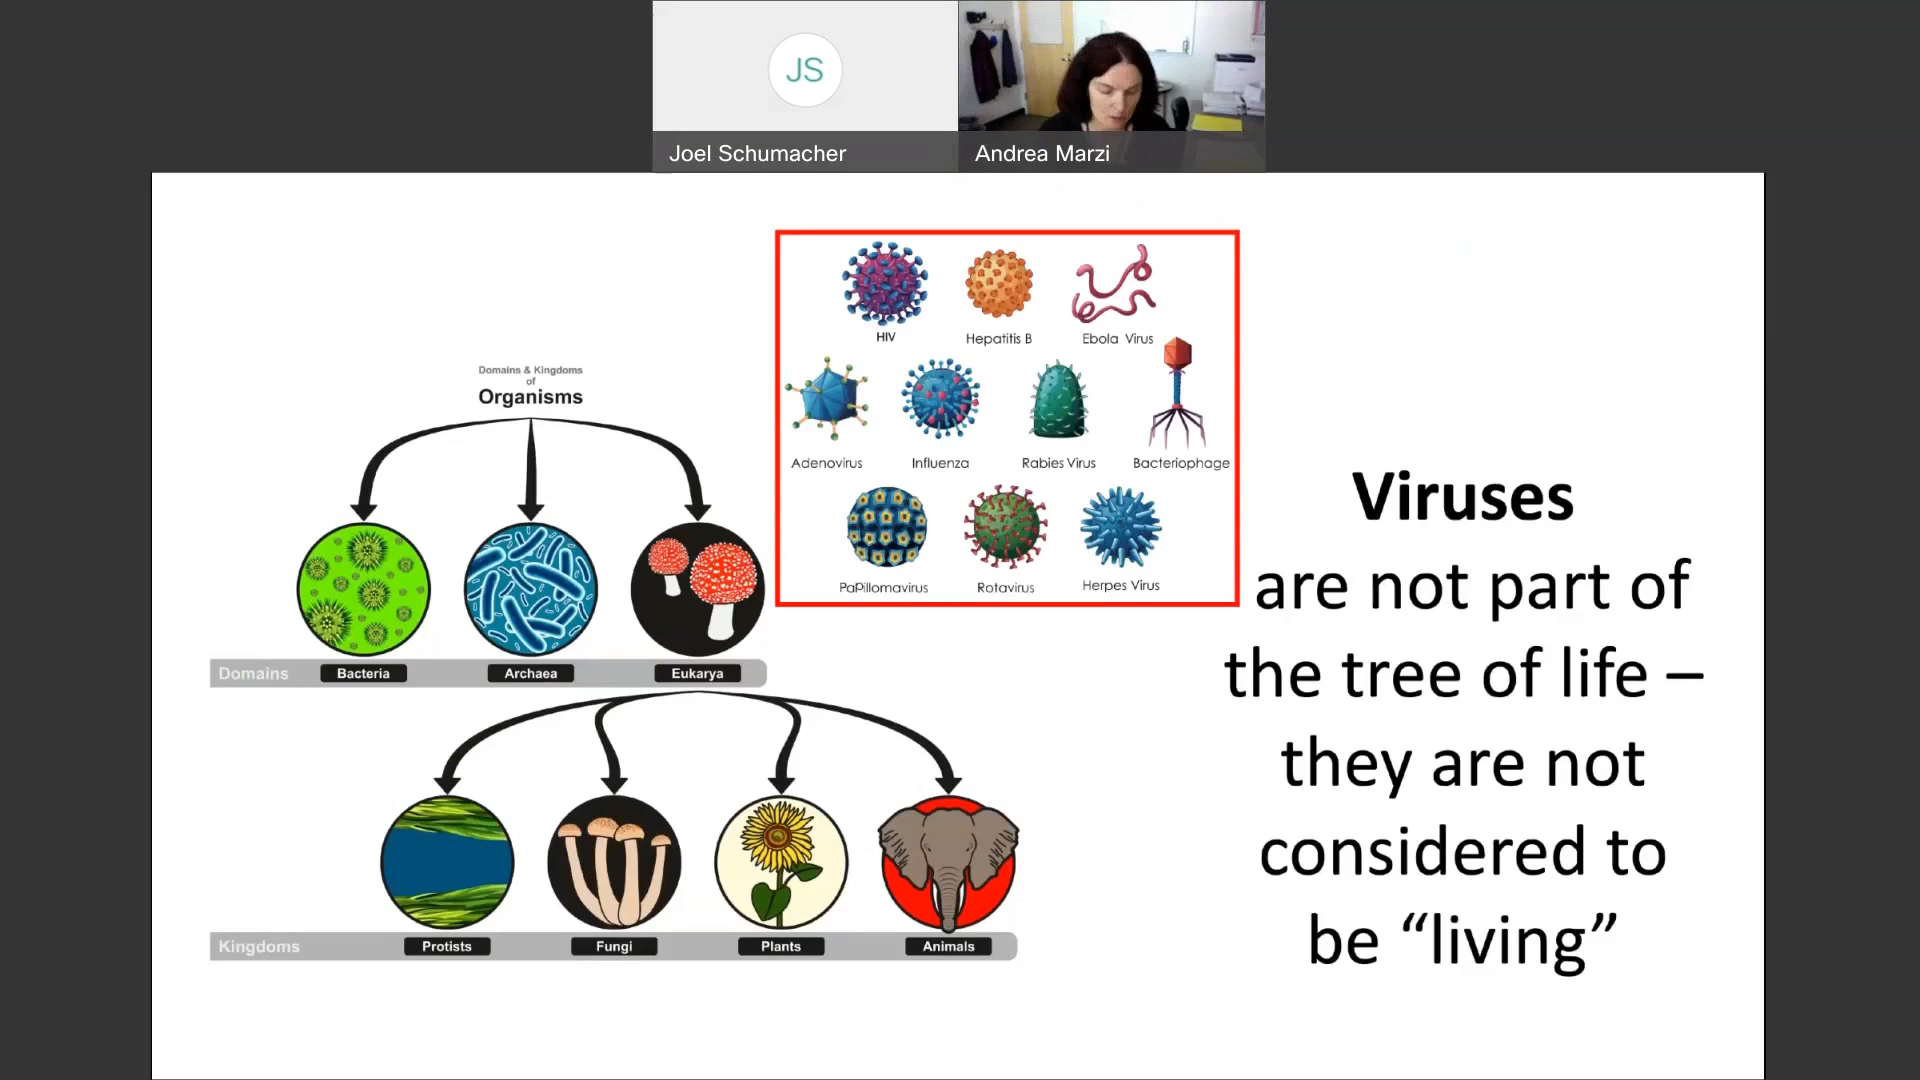 JS
Joel Schumacher
Andrea Marzi
HIV
Hepatitis B
Ebola Virus
Adenovirus
Influenza
Rabies Virus
Bacteriophage
PaPillomavirus
Rotavirus
Herpes Virus
Domains & Kingdoms
of
Organisms
Domains
Bacteria
Archaea
Eukarya
Kingdoms
Protists
Fungi
Plants
Animals
Viruses
are not part of
the tree of life –
they are not
considered to
be “living”